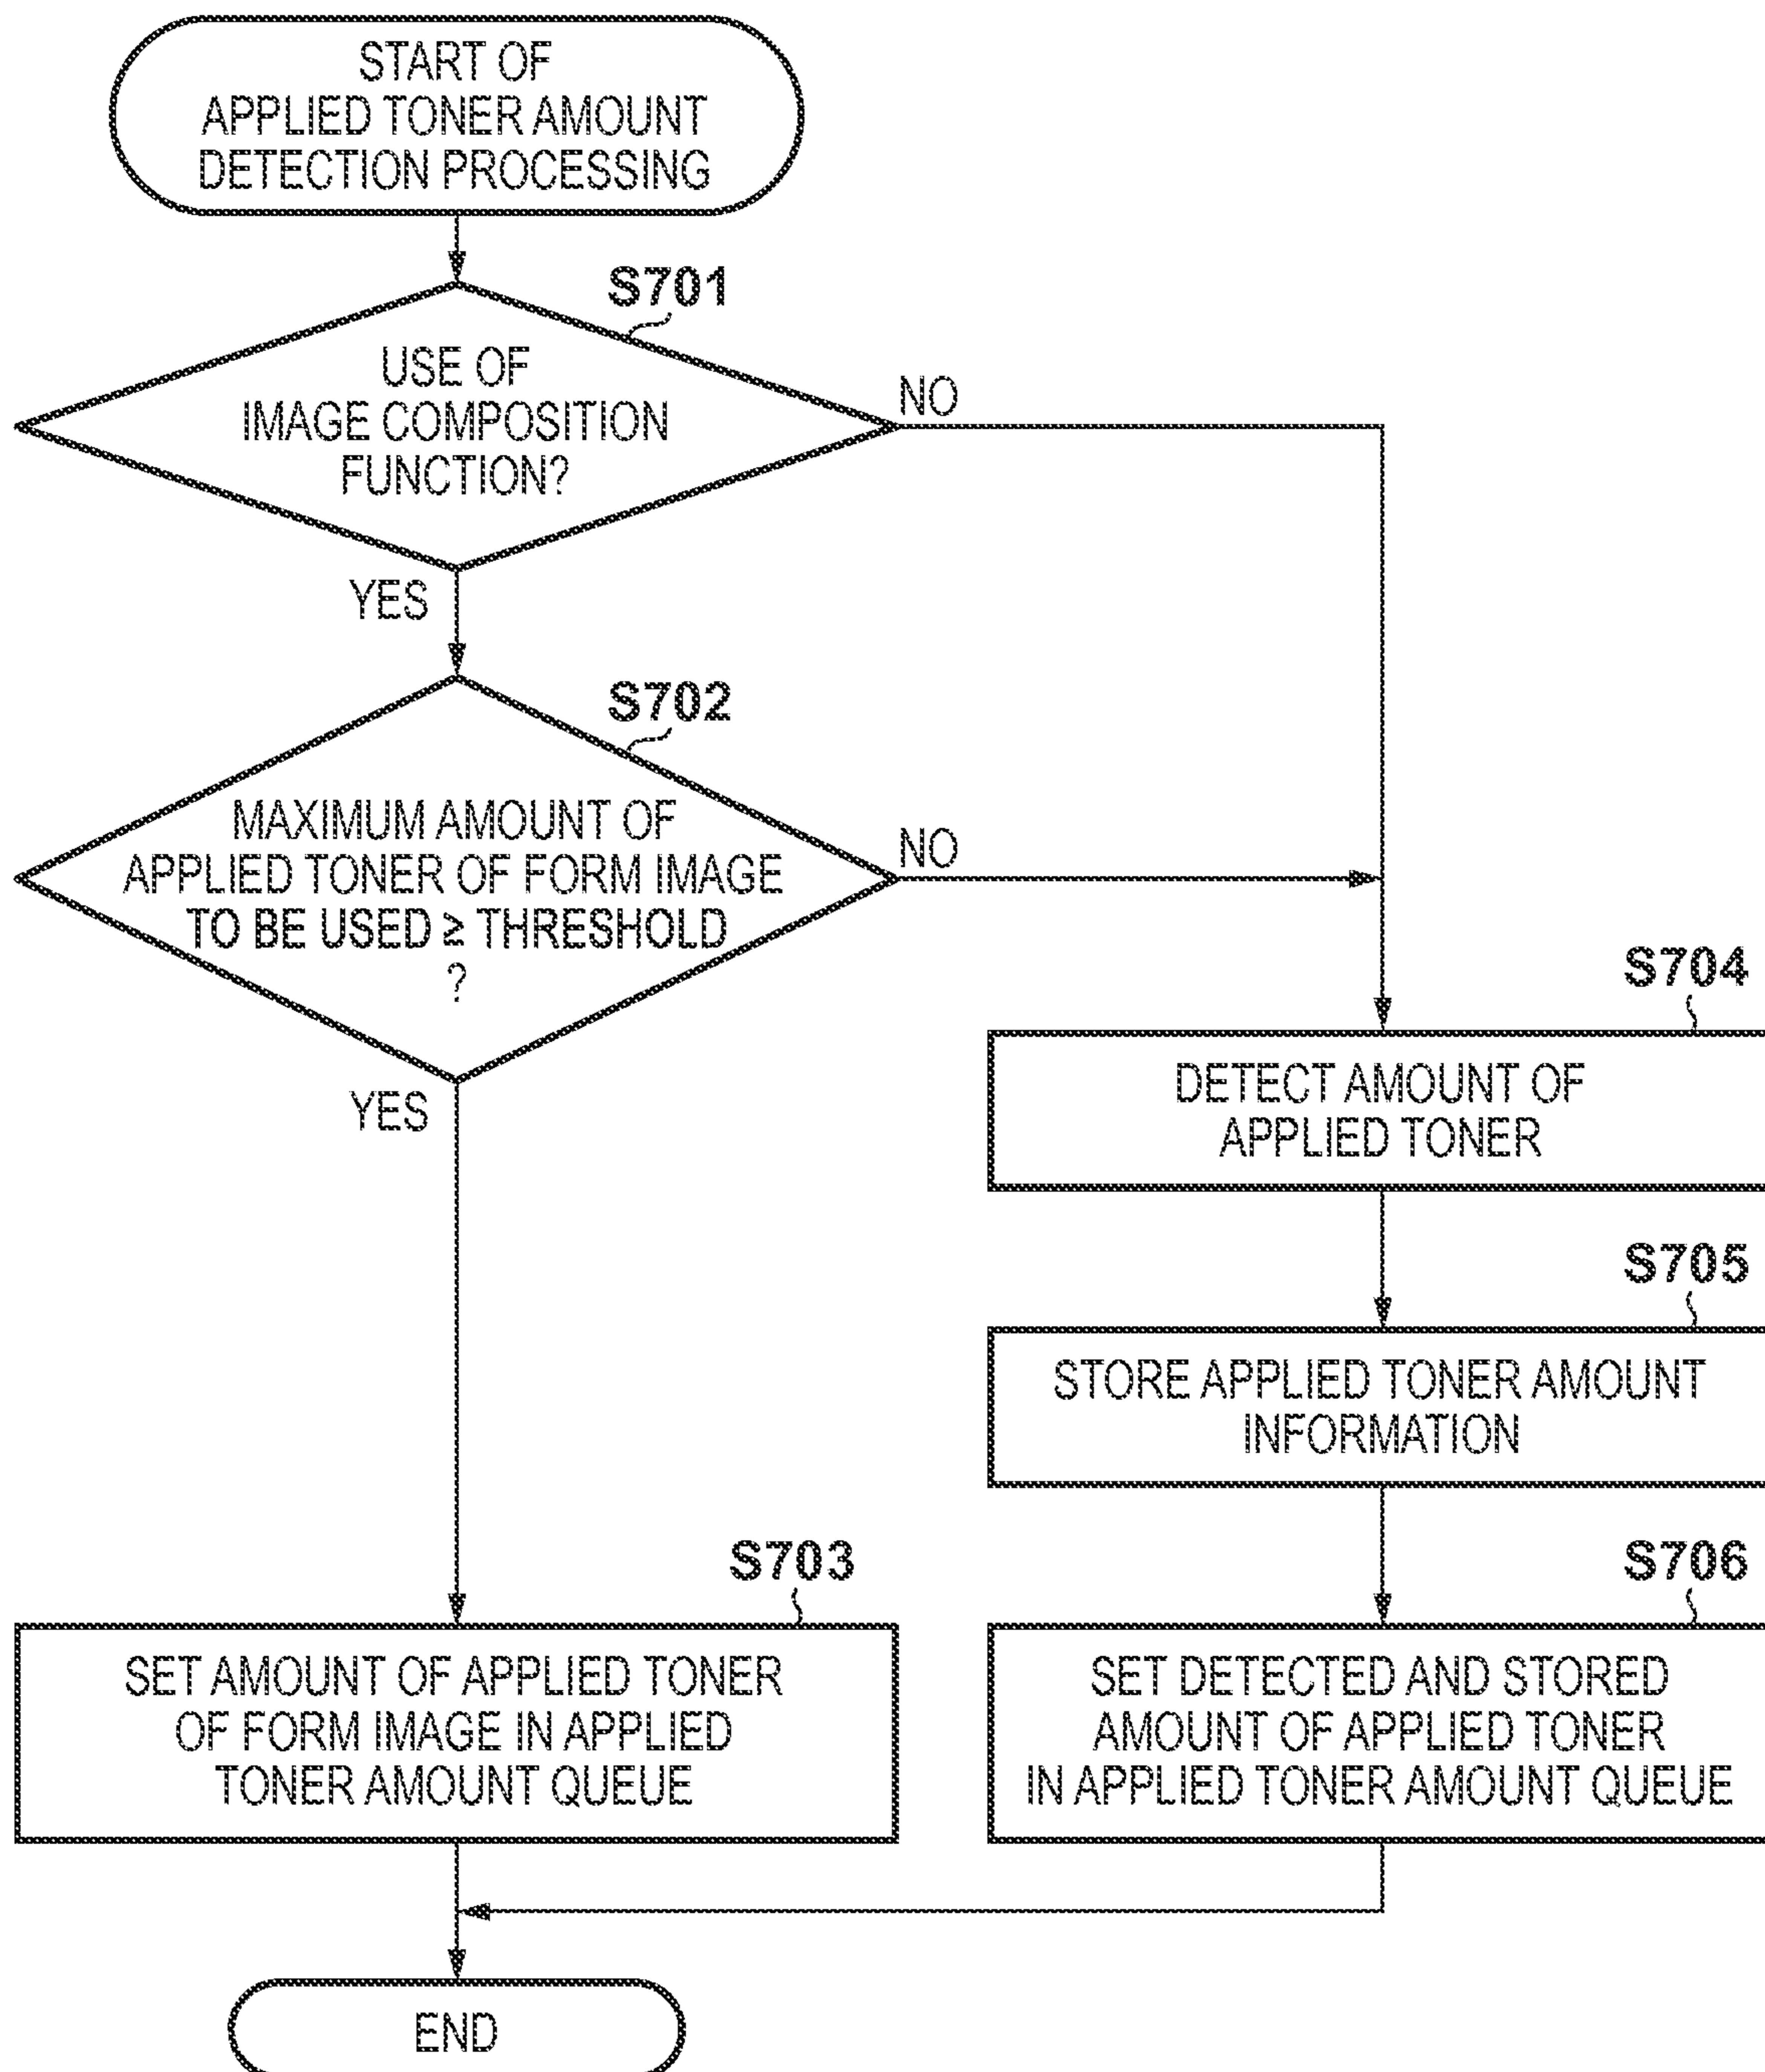 START OF
APPLIED TONER AMOUNT
DETECTION PROCESSING
S701
USE OF
IMAGE COMPOSITION
FUNCTION?
NO
YES
S702
MAXIMUM AMOUNT OF
APPLIED TONER OF FORM IMAGE
TO BE USED ≥ THRESHOLD
?
NO
YES
S704
DETECT AMOUNT OF
APPLIED TONER
S705
STORE APPLIED TONER AMOUNT
INFORMATION
S703
SET AMOUNT OF APPLIED TONER
OF FORM IMAGE IN APPLIED
TONER AMOUNT QUEUE
S706
SET DETECTED AND STORED
AMOUNT OF APPLIED TONER
IN APPLIED TONER AMOUNT QUEUE
END